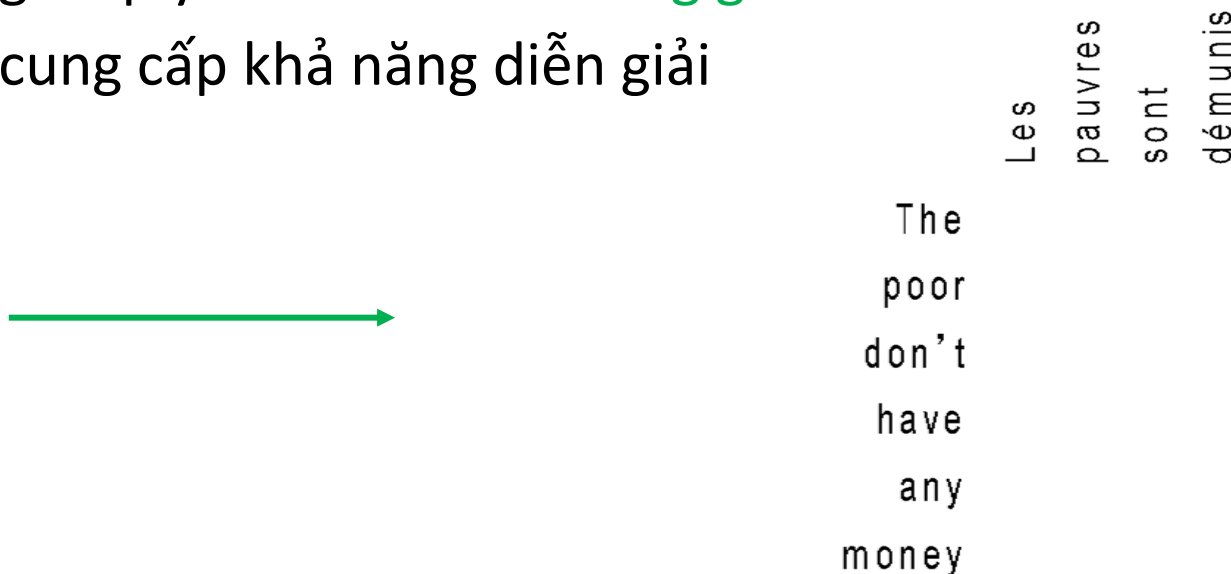 cung cấp khả năng diễn giải
Les
pauvres
sont
démunis
The
poor
don't
have
any
money